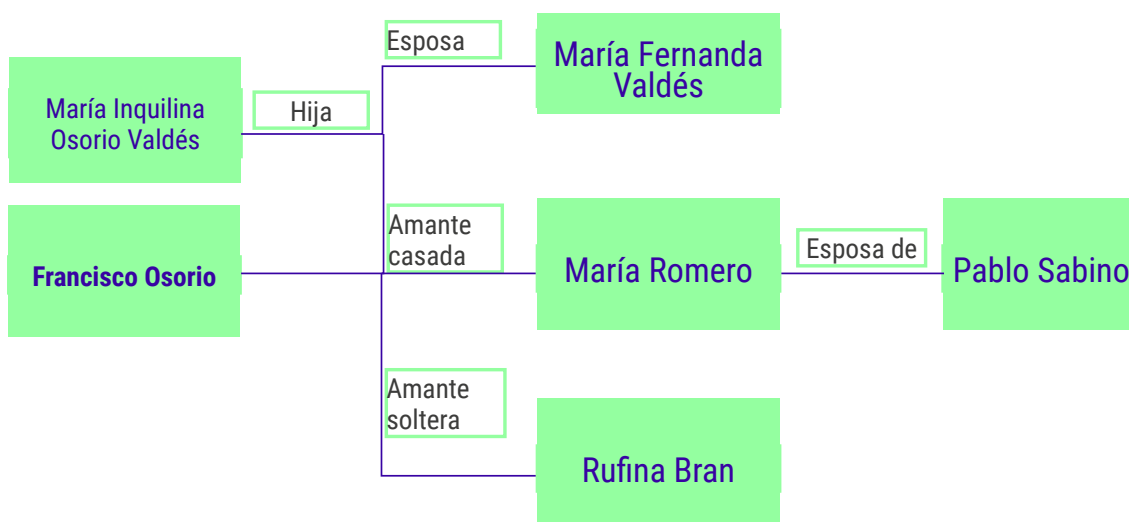 Esposa
María Fernanda
Valdés
María Inquilina
Osorio Valdés
Hija
Amante
casada
Francisco Osorio
María Romero
Esposa de
Pablo Sabino
Amante
soltera
Rufina Bran